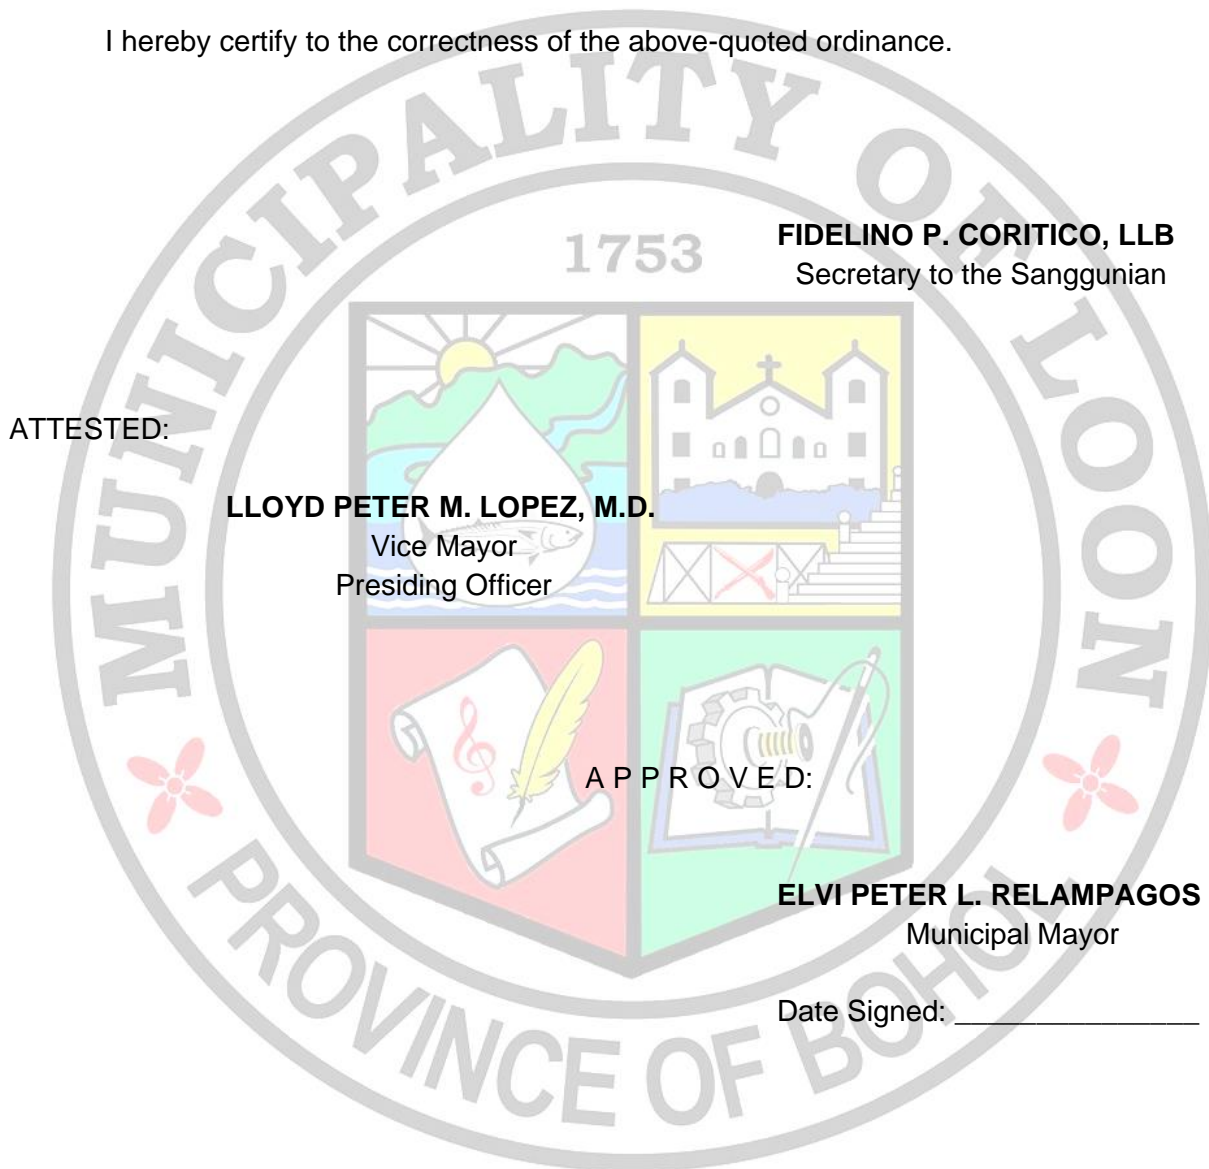 I hereby certify to the correctness of the above-quoted ordinance.
MUNICIPALITY OF LOON
1753
FIDELINO P. CORITICO, LLB
Secretary to the Sanggunian
ATTESTED:
LLOYD PETER M. LOPEZ, M.D.
Vice Mayor
Presiding Officer
A P P R O V E D:
ELVI PETER L. RELAMPAGOS
Municipal Mayor
Date Signed: _______________
PROVINCE OF BOHOL